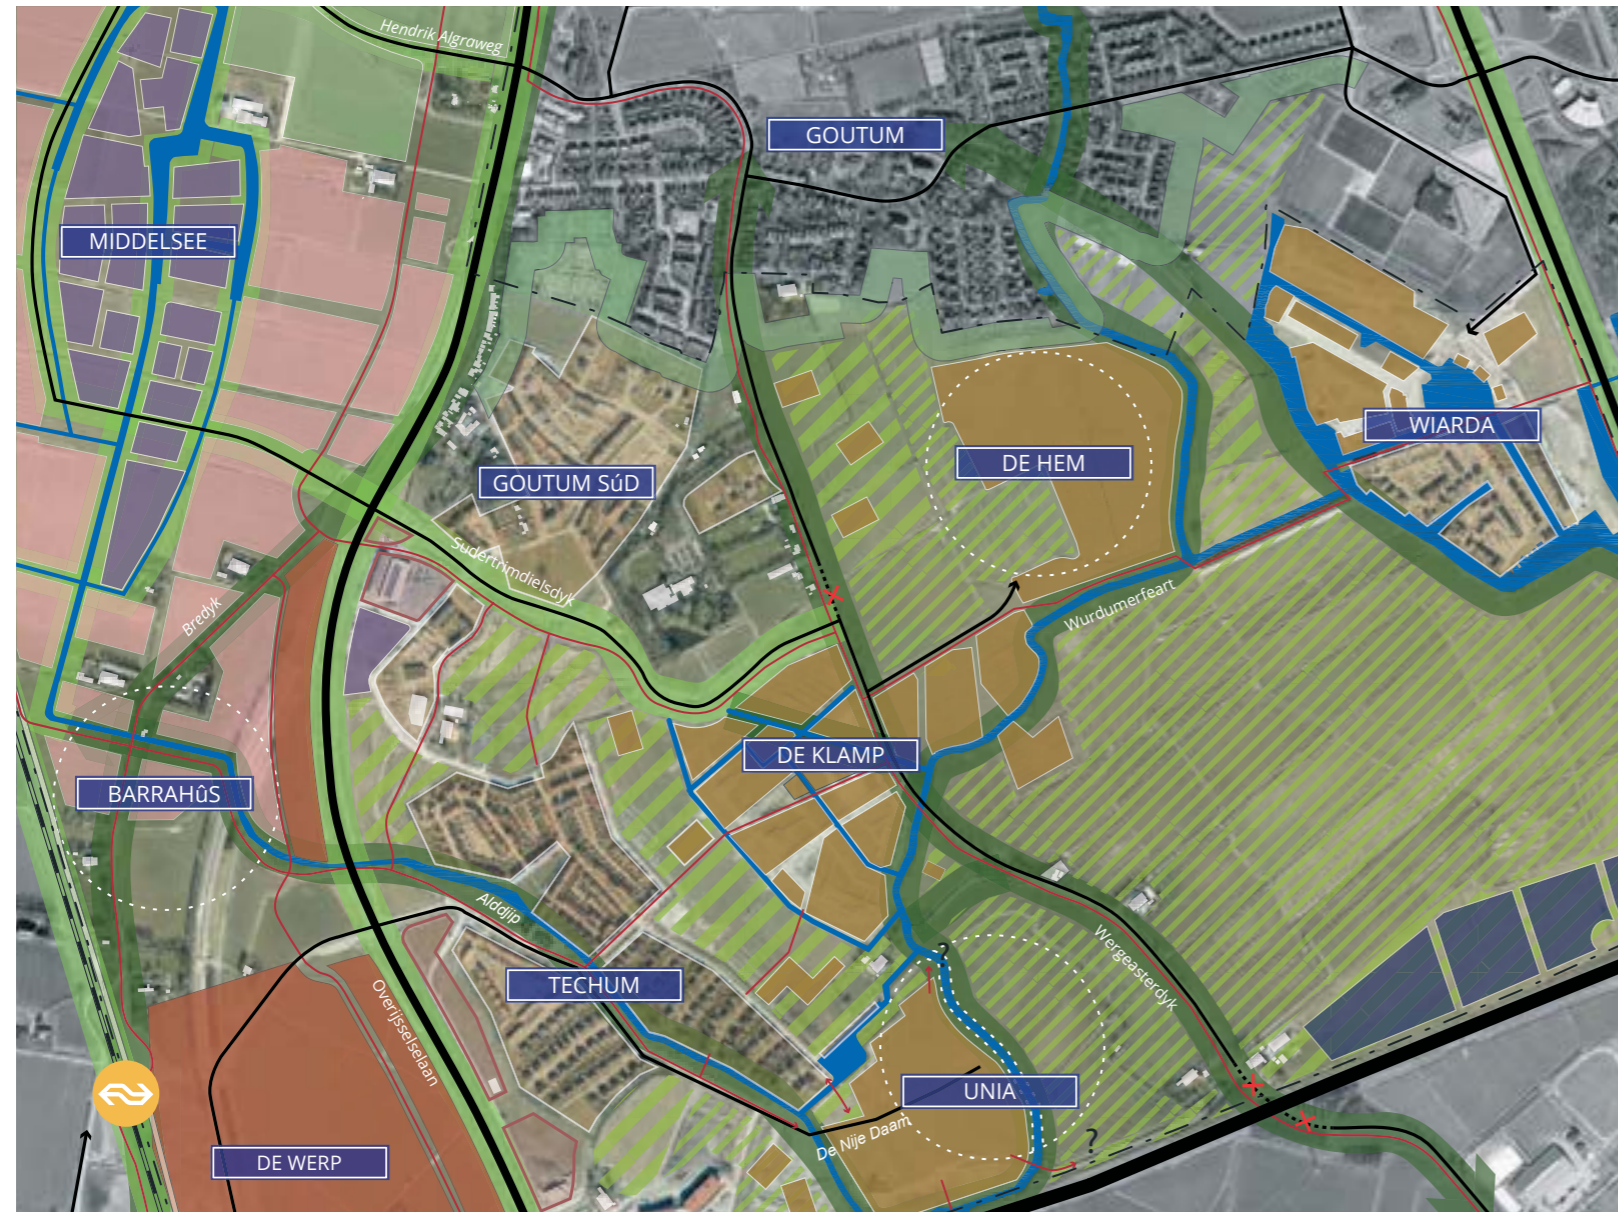 Hendrik Algraweg
GOUTUM
MIDDELSEE
WIARDA
DE HEM
GOUTUM SúD
Sudertrimdielsdyk
Wurdumerfeart
Bredyk
DE KLAMP
BARRAHûS
Alddjip
Wergeasterdyk
?
TECHUM
Overijsselselaan
UNIA
De Nije Daam
?
DE WERP